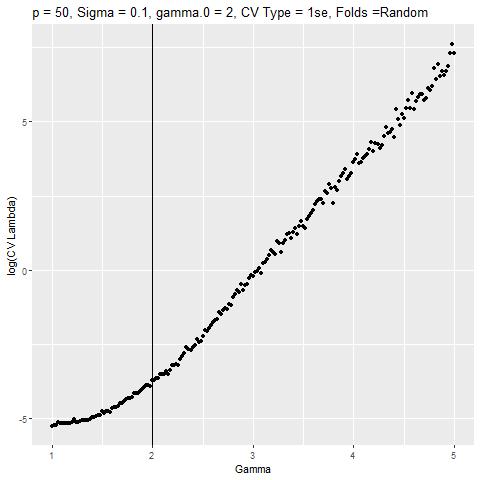 p = 50, Sigma = 0.1, gamma.0 = 2, CV Type = 1se, Folds =Random
log(CV Lambda)
5
0
-5
1 2 3 4 5
Gamma